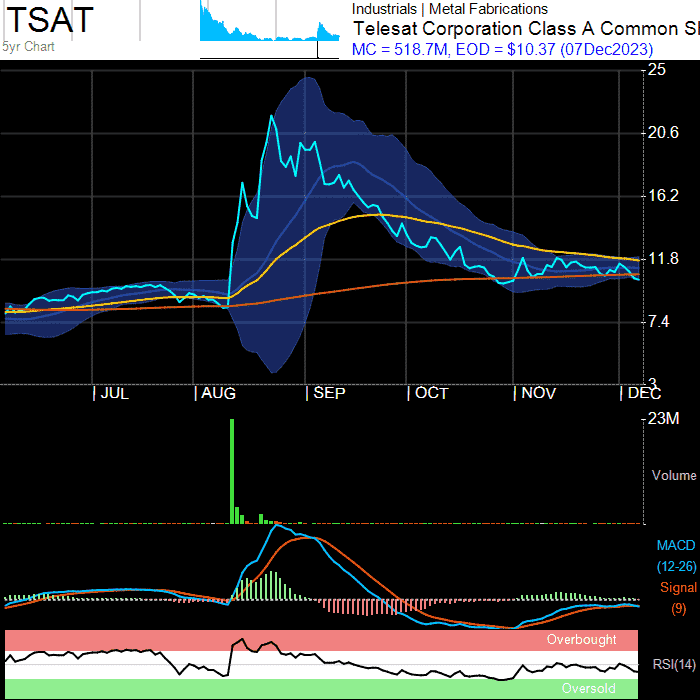 TSAT
5yr Chart
Industrials | Metal Fabrications
Telesat Corporation Class A Common
MC = 518.7M, EOD = $10.37 (07Dec2023)
25
20.6
16.2
11.8
7.4
3
| JUL | AUG | SEP | OCT | NOV | DEC
23M
Volume
MACD
(12-26)
Signal
(9)
Overbought
RSI(14)
Oversold